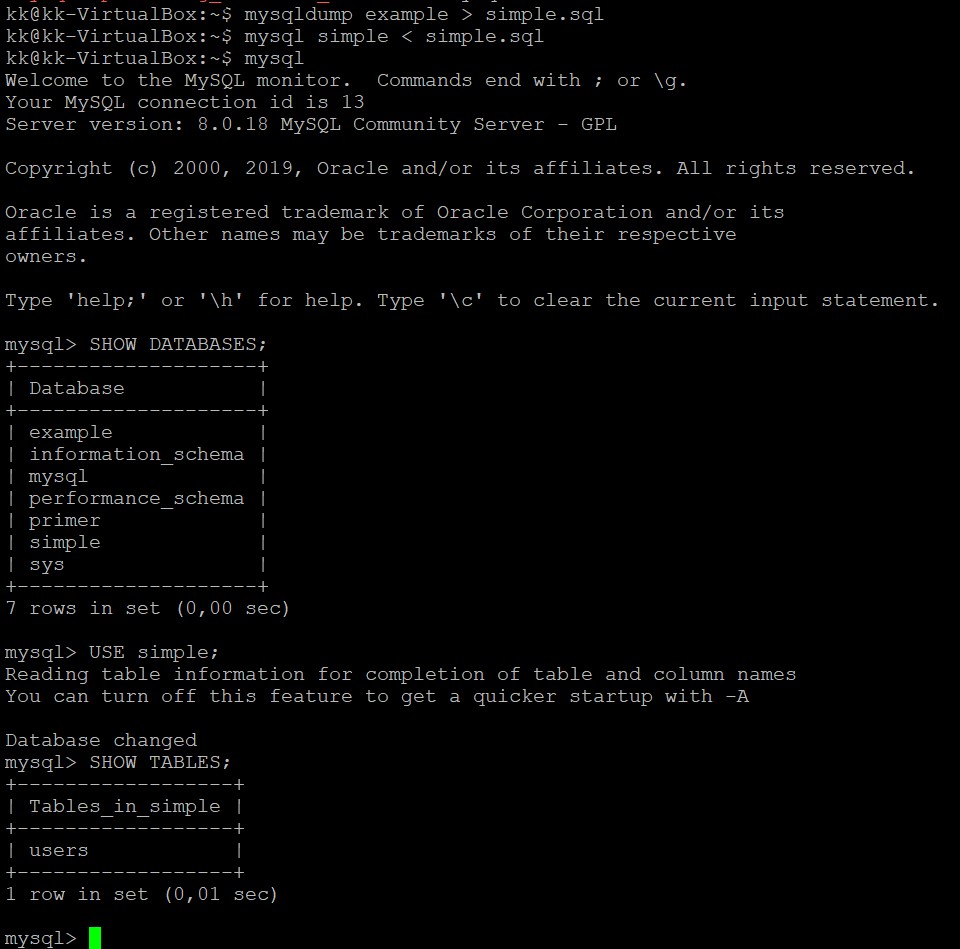 kk@kk-VirtualBox:~$ mysqldump example > simple.sql
kk@kk-VirtualBox:~$ mysql simple < simple.sql
kk@kk-VirtualBox:~$ mysql
Welcome to the MySQL monitor.  Commands end with ; or \g.
Your MySQL connection id is 13
Server version: 8.0.18 MySQL Community Server - GPL

Copyright (c) 2000, 2019, Oracle and/or its affiliates. All rights reserved.

Oracle is a registered trademark of Oracle Corporation and/or its
affiliates. Other names may be trademarks of their respective
owners.

Type 'help;' or '\h' for help. Type '\c' to clear the current input statement.

mysql> SHOW DATABASES;
+--------------------+
| Database           |
+--------------------+
| example            |
| information_schema |
| mysql              |
| performance_schema |
| primer             |
| simple             |
| sys                |
+--------------------+
7 rows in set (0,00 sec)

mysql> USE simple;
Reading table information for completion of table and column names
You can turn off this feature to get a quicker startup with -A

Database changed
mysql> SHOW TABLES;
+------------------+
| Tables_in_simple |
+------------------+
| users            |
+------------------+
1 row in set (0,01 sec)

mysql>